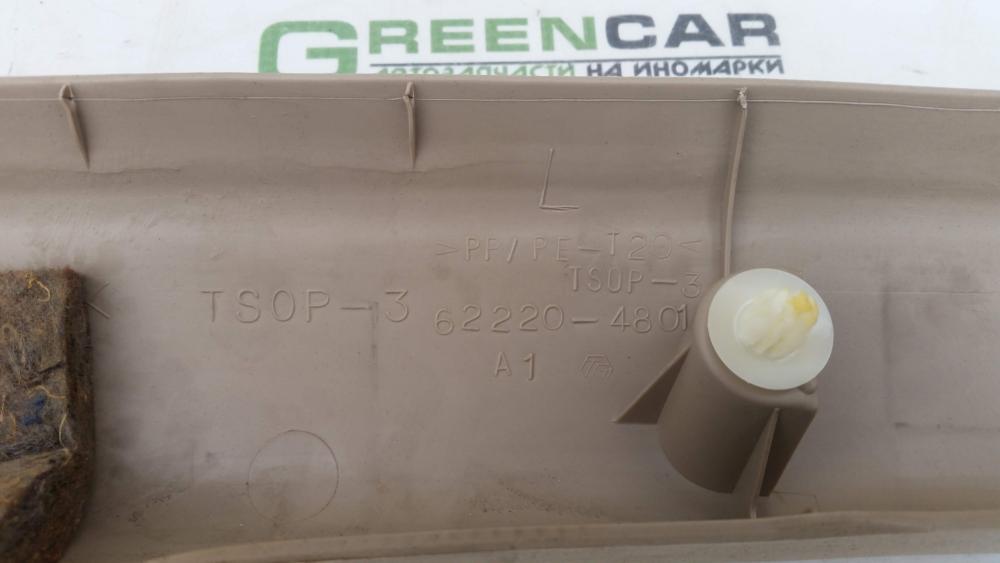 GREENCAR
АВТОЗАПЧАСТИ НА ИНОМАРКИ
L
>PP/PE-T20<
TSOP-3
< TSOP-3
62220-4801
A1